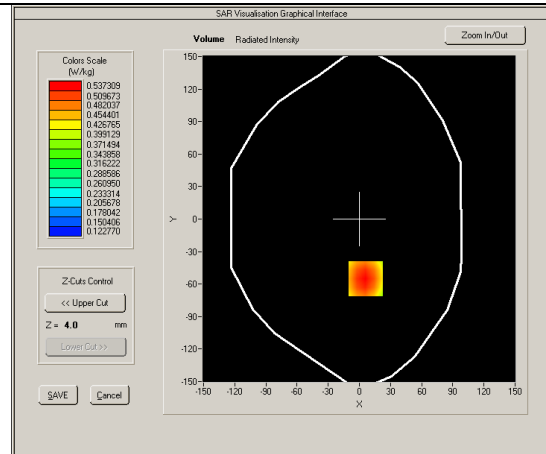 SAR Visualisation Graphical Interface
Volume Radiated Intensity
Zoom In/Out
Colors Scale
(W/kg)
0.537309
0.509673
0.482037
0.454401
0.426765
0.399129
0.371494
0.343858
0.316222
0.288586
0.260950
0.233314
0.205678
0.178042
0.150406
0.122770
Z-Cuts Control
<< Upper Cut
Z = 4.0 mm
Lower Cut >>
SAVE Cancel
150
120
90
60
30
0
-30
-60
-90
-120
-150
Y
-150 -120 -90 -60 -30 0 30 60 90 120 150
X